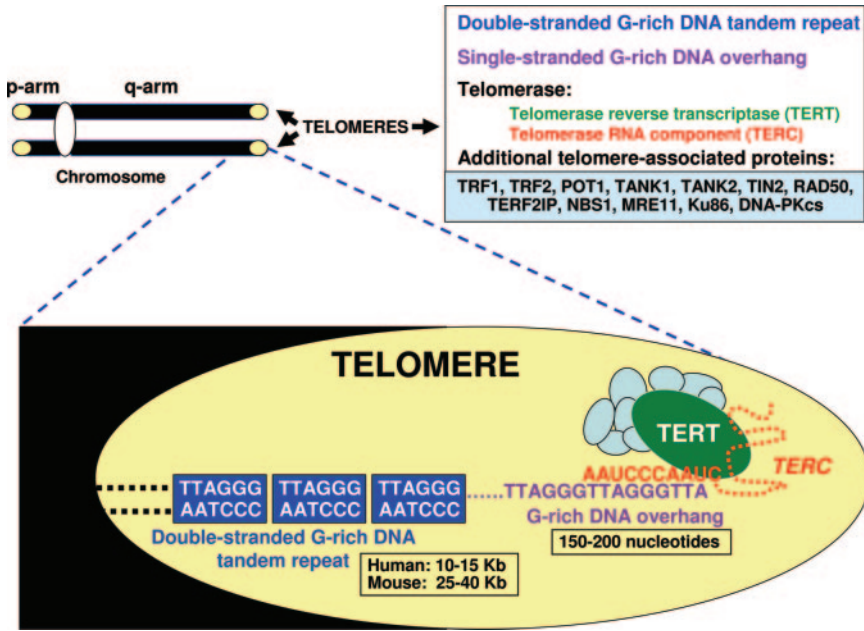 p-arm q-arm
Chromosome
TELOMERES
Double-stranded G-rich DNA tandem repeat
Single-stranded G-rich DNA overhang
Telomerase:
Telomerase reverse transcriptase (TERT)
Telomerase RNA component (TERC)
Additional telomere-associated proteins:
TRF1, TRF2, POT1, TANK1, TANK2, TIN2, RAD50,
TERF2IP, NBS1, MRE11, Ku86, DNA-PKcs
TELOMERE
TERT
TERC
AAUCCCAAUC
TTAGGG TTAGGG TTAGGG ......TTAGGGTTAGGGTTA
AATCCC AATCCC AATCCC
G-rich DNA overhang
150-200 nucleotides
Double-stranded G-rich DNA
tandem repeat
Human: 10-15 Kb
Mouse: 25-40 Kb